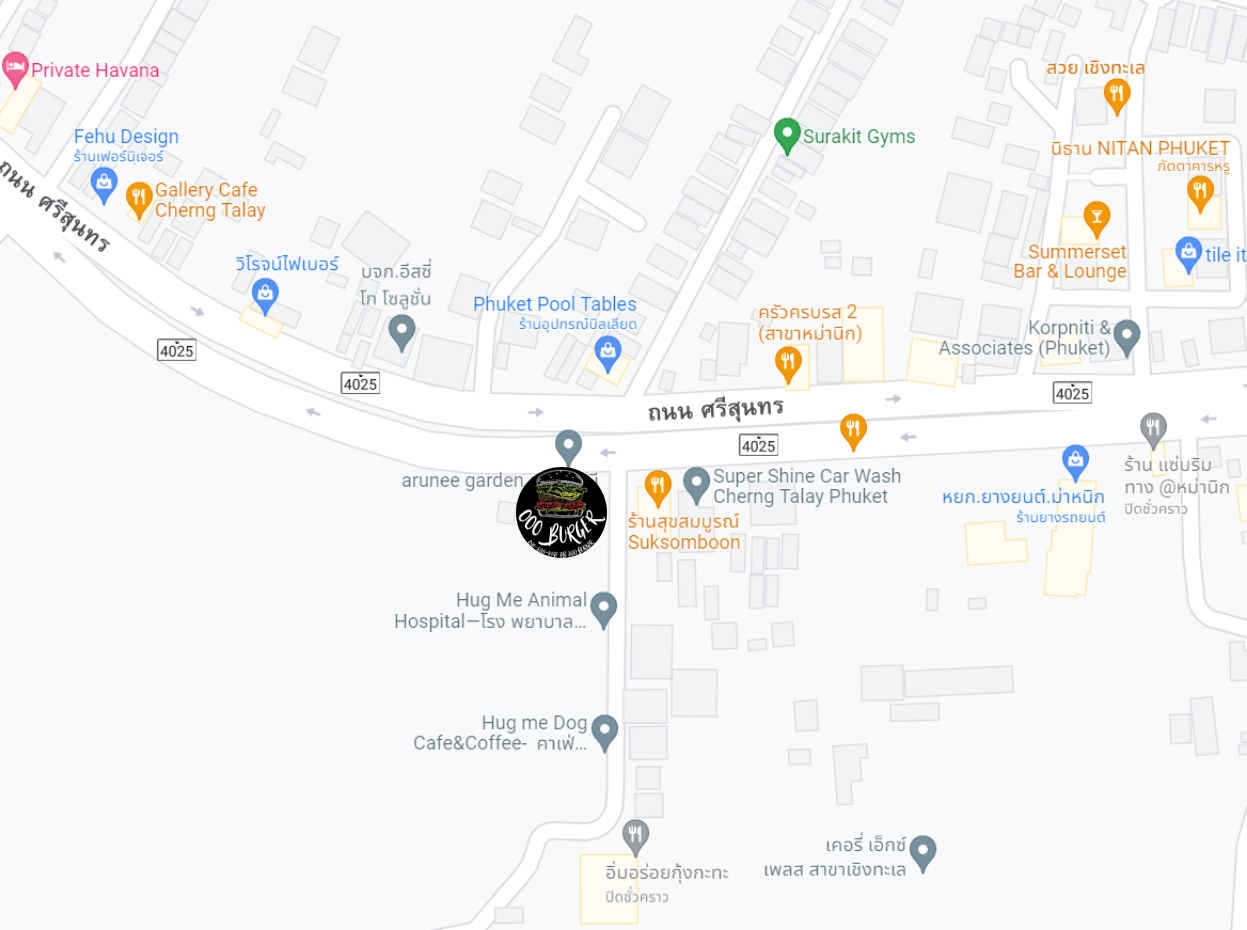 สวย เชิงทะเล
Private Havana
Fehu Design
ร้านเฟอร์นิเจอร์
Surakit Gyms
นิธาน NITAN PHUKET
ภัตตาคารหรู
Gallery Cafe
Cherng Talay
ถนน ศรีสุนทร
วิโรจน์ไฟเบอร์
บจก.อีสซี่
โก โซลูชั่น
Summerset
Bar & Lounge
tile it
Phuket Pool Tables
ร้านอุปกรณ์บิลเลียด
ครัวครบรส 2
(สาขาหม่านิก)
Korpniti &
Associates (Phuket)
4025
4025
4025
ถนน ศรีสุนทร
4025
arunee garden
OOO BURGER
Super Shine Car Wash
Cherng Talay Phuket
ร้านสุขสมบูรณ์
Suksomboon
หยก.ยางยนต์.ม่าหนิก
ร้านยางรถยนต์
ร้าน แซ่บริม
ทาง @หม่านิก
ปิดชั่วคราว
Hug Me Animal
Hospital—โรง พยาบาล...
Hug me Dog
Cafe&Coffee- คาเฟ่...
อิ่มอร่อยกุ้งกะทะ
ปิดชั่วคราว
เคอรี่ เอ็กซ์
เพลส สาขาเชิงทะเล